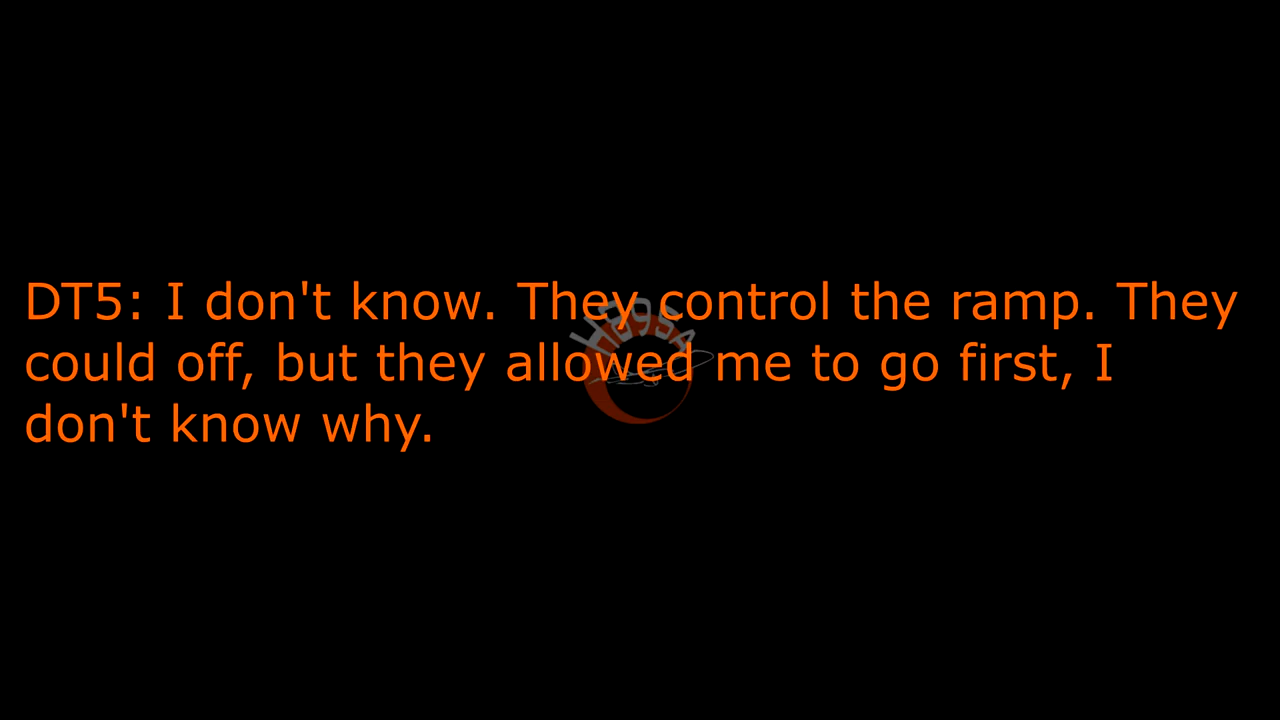 DT5: I don't know. They control the ramp. They
could off, but they allowed me to go first, I
don't know why.
H89SA